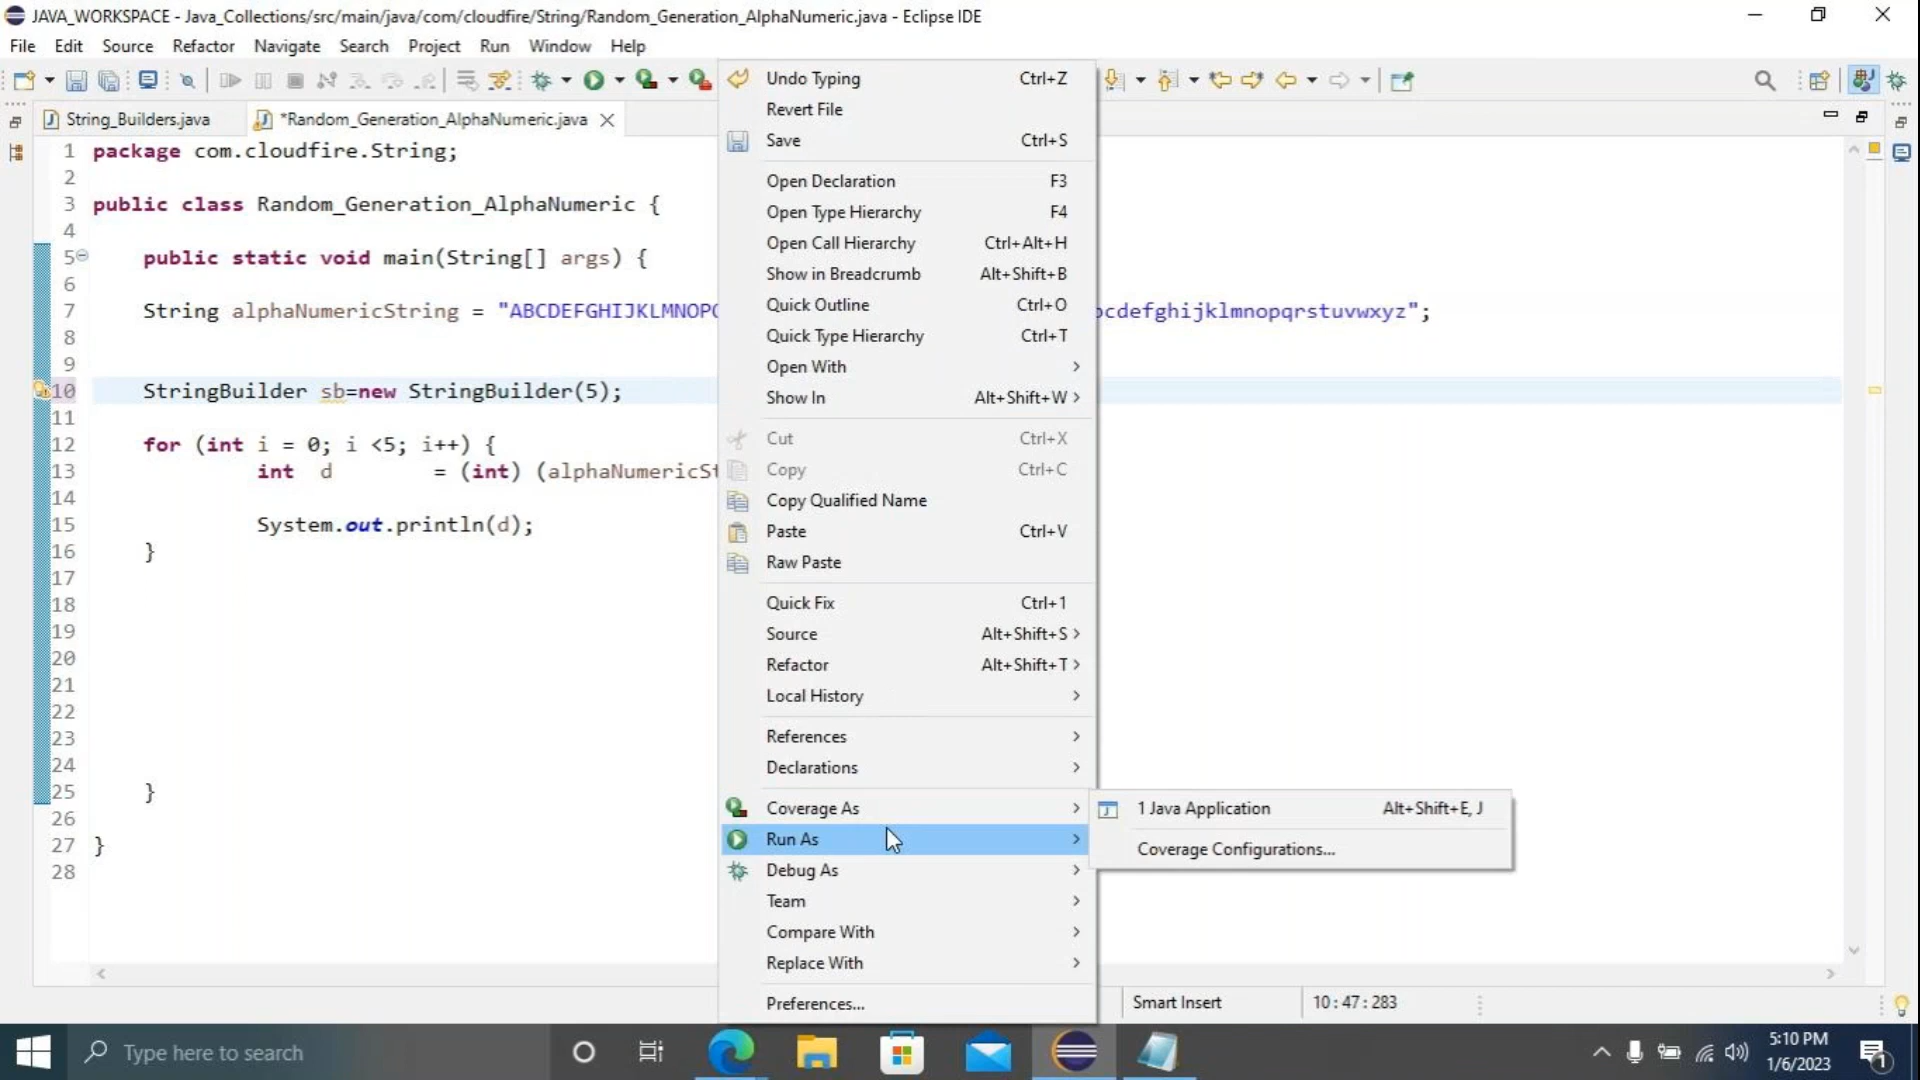 JAVA_WORKSPACE - Java_Collections/src/main/java/com/cloudfire/String/Random_Generation_AlphaNumeric.java - Eclipse IDE
File Edit Source Refactor Navigate Search Project Run Window Help
String_Builders.java *Random_Generation_AlphaNumeric.java
1 package com.cloudfire.String;
2
3 public class Random_Generation_AlphaNumeric {
4
5 public static void main(String[] args) {
6
7 String alphaNumericString = "ABCDEFGHIJKLMNOP cdefghijklmnopqrstuvwxyz";
8
9
10 StringBuilder sb=new StringBuilder(5);
11
12 for (int i = 0; i <5; i++) {
13 int d = (int) (alphaNumericSt
14
15 System.out.println(d);
16 }
17
18
19
20
21
22
23
24
25 }
26
27 }
28
Undo Typing Ctrl+Z
Revert File
Save Ctrl+S
Open Declaration F3
Open Type Hierarchy F4
Open Call Hierarchy Ctrl+Alt+H
Show in Breadcrumb Alt+Shift+B
Quick Outline Ctrl+O
Quick Type Hierarchy Ctrl+T
Open With
Show In Alt+Shift+W
Cut Ctrl+X
Copy Ctrl+C
Copy Qualified Name
Paste Ctrl+V
Raw Paste
Quick Fix Ctrl+1
Source Alt+Shift+S
Refactor Alt+Shift+T
Local History
References
Declarations
Coverage As
Run As
Debug As
Team
Compare With
Replace With
Preferences...
1 Java Application Alt+Shift+E, J
Coverage Configurations...
Smart Insert 10:47:283
Type here to search
5:10 PM
1/6/2023
1